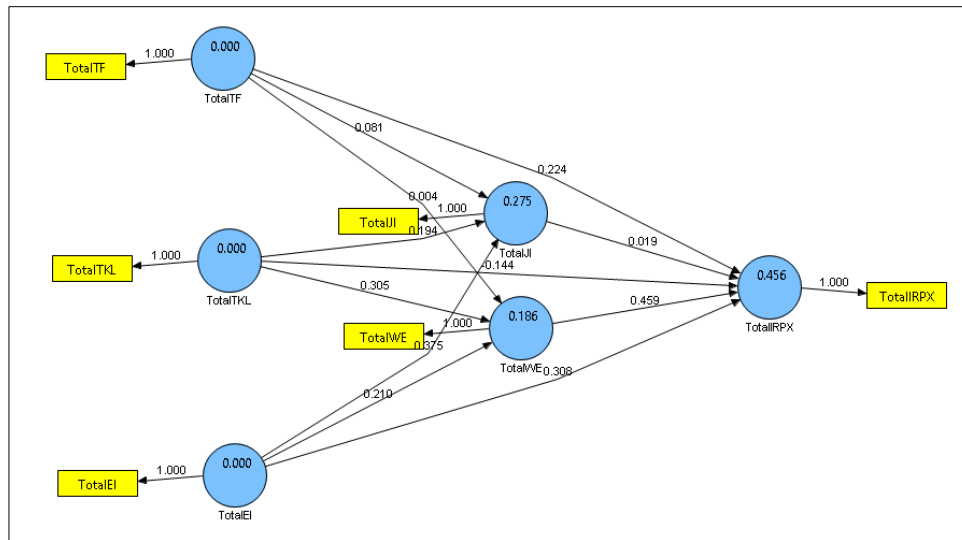 0.000
1.000
TotalTF
TotalTF
0.081
0.224
0.004
0.275
1.000
TotalJI
0.194
TotalJI
0.019
0.000
1.000
TotalTKL
TotalTKL
-0.144
0.456
1.000
TotalIRPX
TotalIRPX
0.305
0.459
0.186
1.000
TotalWE
0.375
TotalWE
0.308
0.210
0.000
1.000
TotalEI
TotalEI